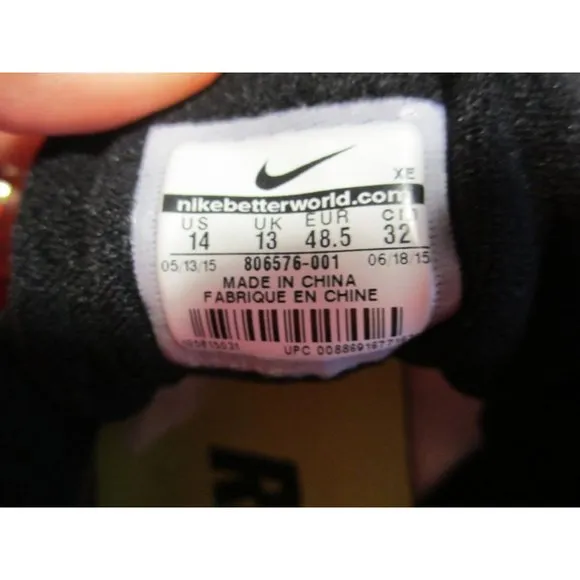 XE
nikebetterworld.com
US UK EUR CM
14 13 48.5 32
05/13/15 806576-001 06/18/15
MADE IN CHINA
FABRIQUE EN CHINE
UPC
R